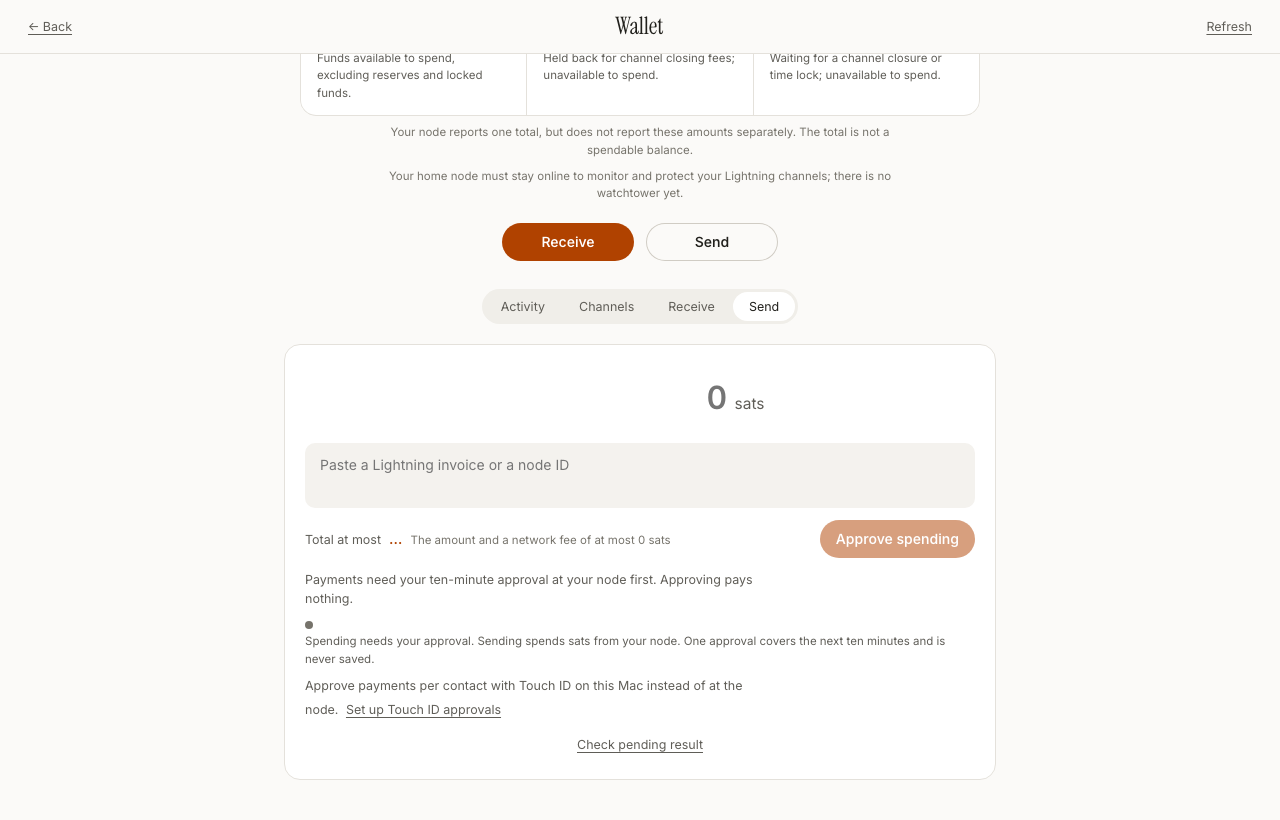 ← Back
Wallet
Refresh
Funds available to spend,
excluding reserves and locked
funds.
Held back for channel closing fees;
unavailable to spend.
Waiting for a channel closure or
time lock; unavailable to spend.
Your node reports one total, but does not report these amounts separately. The total is not a
spendable balance.
Your home node must stay online to monitor and protect your Lightning channels; there is no
watchtower yet.
Receive
Send
Activity
Channels
Receive
Send
0 sats
Paste a Lightning invoice or a node ID
Total at most … The amount and a network fee of at most 0 sats
Approve spending
Payments need your ten-minute approval at your node first. Approving pays
nothing.
Spending needs your approval. Sending spends sats from your node. One approval covers the next ten minutes and is
never saved.
Approve payments per contact with Touch ID on this Mac instead of at the
node. Set up Touch ID approvals
Check pending result